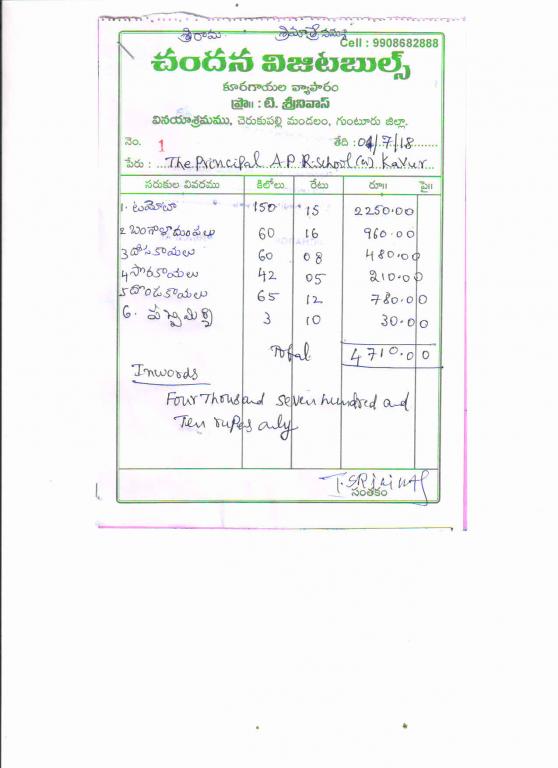 శ్రీరామ శ్రీమాత్రేనమః
Cell : 9908682888
చందన విజిటబుల్స్
కూరగాయల వ్యాపారం
ప్రొ॥ : టి. శ్రీనివాస్
వినయాశ్రమము, చెరుకుపల్లి మండలం, గుంటూరు జిల్లా.
నెం. 1 తేది : 04/7/18
పేరు : The Principal A.P.R.School (G) Kavur
సరుకుల వివరము కిలోలు రేటు రూ॥ పై॥
1. టమోటా 150 15 2250.00
2 బంగాళాదుంపలు 60 16 960.00
3 దోసకాయలు 60 08 480.00
4 సొరకాయలు 42 05 210.00
5 దొండకాయలు 65 12 780.00
6. పచ్చిమిర్చి 3 10 30.00
Total 4710.00
Inwords
Four Thousand Seven hundred and
Ten rupes only
T. SRINIVAS
సంతకం